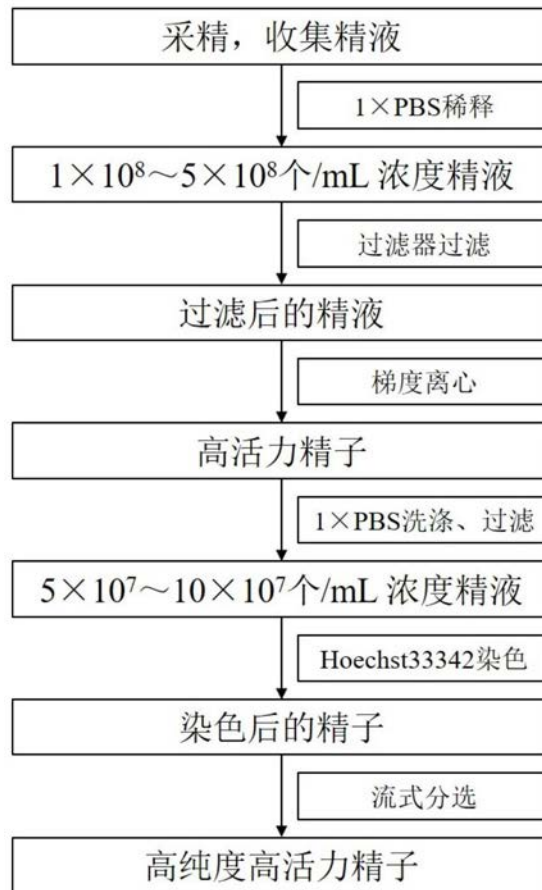 采精，收集精液
1×PBS稀释
1×10⁸～5×10⁸个/mL 浓度精液
过滤器过滤
过滤后的精液
梯度离心
高活力精子
1×PBS洗涤、过滤
5×10⁷～10×10⁷个/mL 浓度精液
Hoechst33342染色
染色后的精子
流式分选
高纯度高活力精子